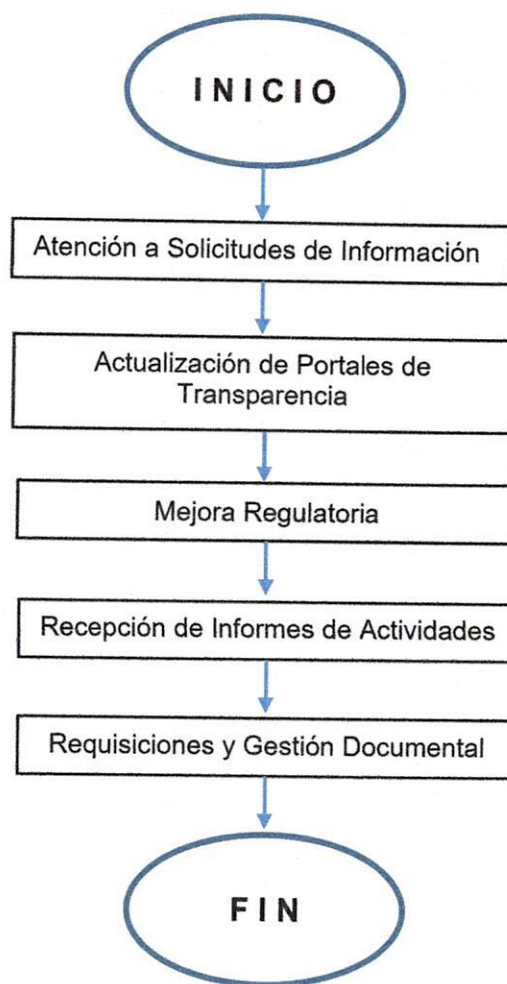 INICIO
Atención a Solicitudes de Información
Actualización de Portales de
Transparencia
Mejora Regulatoria
Recepción de Informes de Actividades
Requisiciones y Gestión Documental
FIN